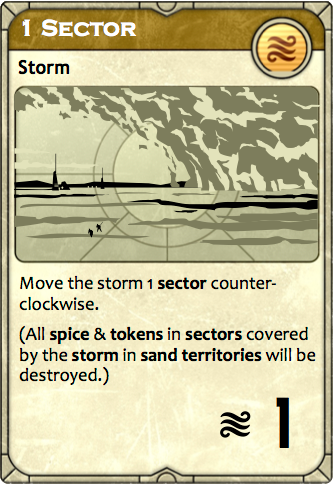 1 Sector
Storm
Move the storm 1 sector counter-
clockwise.
(All spice & tokens in sectors covered
by the storm in sand territories will be
destroyed.)
1